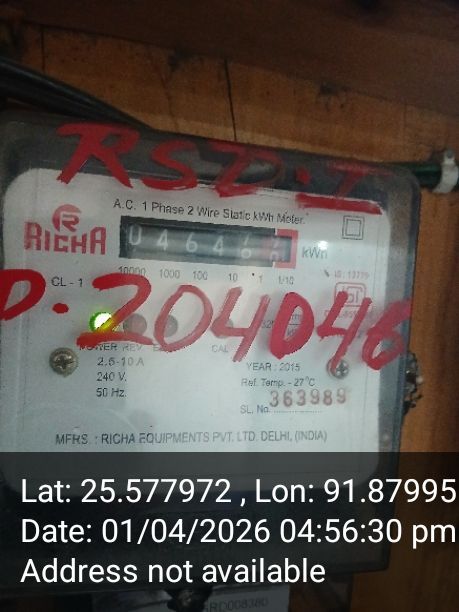 RSD-I
A.C. 1 Phase 2 Wire Static kWh Meter.
RICHA
04646
kWh
CL - 1
10000 1000 100 10 1 1/10
D. 204046
POWER REV
CAL
2.5-10 A
240 V.
50 Hz.
YEARS : 2015
Ref. Temp. - 27°C
SL. No. 363989
MFRS. : RICHA EQUIPMENTS PVT. LTD. DELHI, (INDIA)
Lat: 25.577972 , Lon: 91.87995
Date: 01/04/2026 04:56:30 pm
Address not available